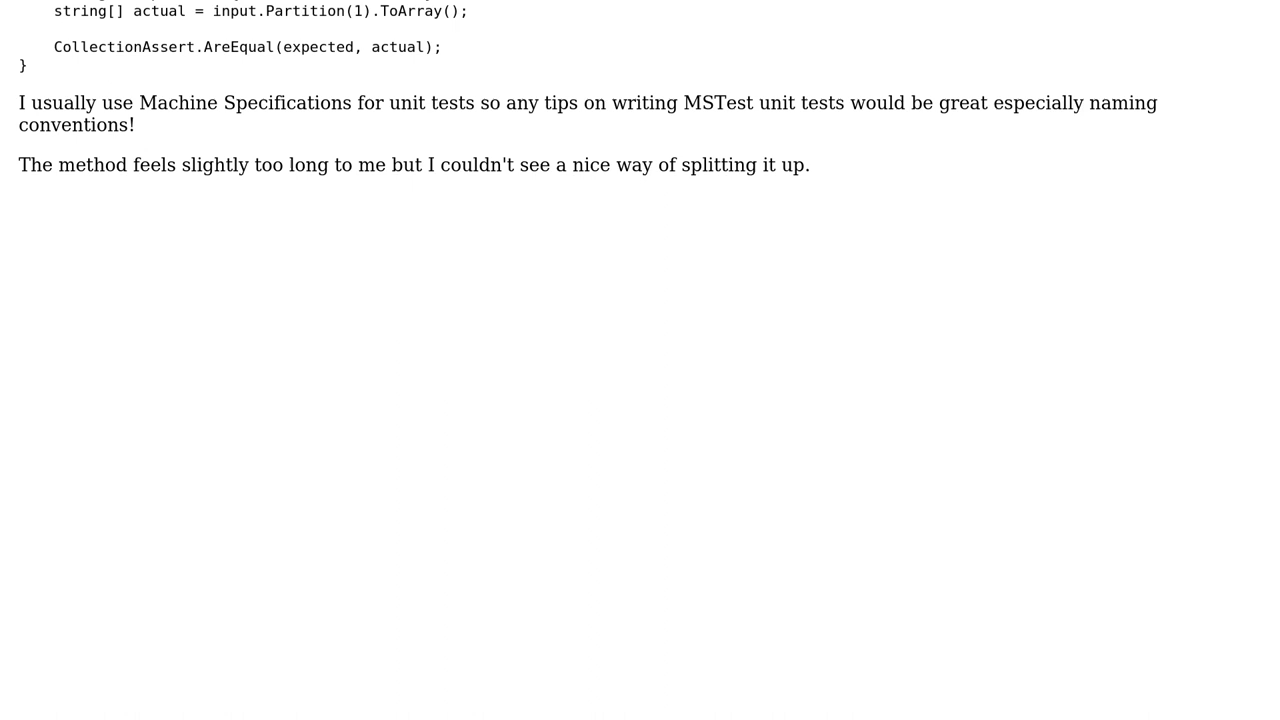 string[] actual = input.Partition(1).ToArray();
CollectionAssert.AreEqual(expected, actual);
}
I usually use Machine Specifications for unit tests so any tips on writing MSTest unit tests would be great especially naming
conventions!
The method feels slightly too long to me but I couldn't see a nice way of splitting it up.